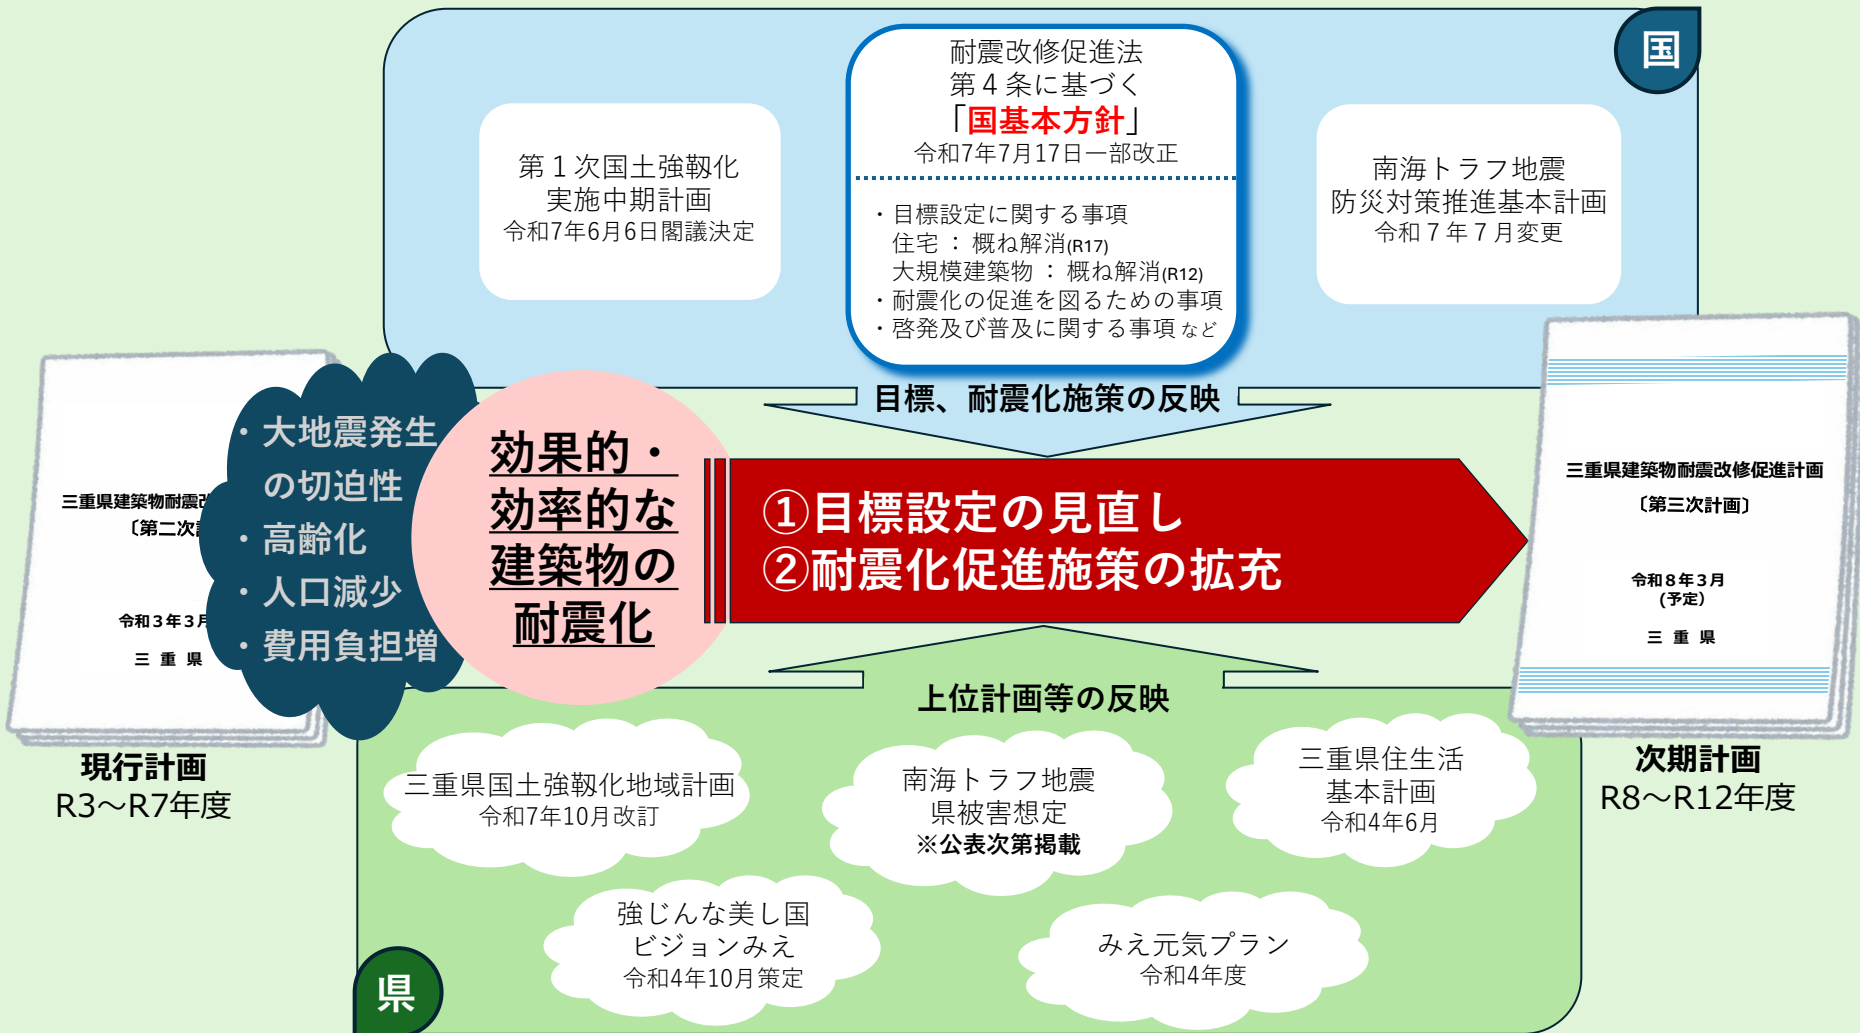 国
第１次国土強靱化
実施中期計画
令和7年6月6日閣議決定
耐震改修促進法
第４条に基づく
「国基本方針」
令和7年7月17日一部改正
・目標設定に関する事項
住宅 ： 概ね解消(R17)
大規模建築物 ： 概ね解消(R12)
・耐震化の促進を図るための事項
・啓発及び普及に関する事項 など
南海トラフ地震
防災対策推進基本計画
令和７年７月変更
目標、耐震化施策の反映
三重県建築物耐震改
〔第二次
令和３年３月
三 重 県
現行計画
R3～R7年度
・大地震発生
の切迫性
・高齢化
・人口減少
・費用負担増
効果的・
効率的な
建築物の
耐震化
①目標設定の見直し
②耐震化促進施策の拡充
三重県建築物耐震改修促進計画
〔第三次計画〕
令和８年３月
(予定)
三 重 県
次期計画
R8～R12年度
上位計画等の反映
三重県国土強靱化地域計画
令和7年10月改訂
南海トラフ地震
県被害想定
※公表次第掲載
三重県住生活
基本計画
令和4年6月
強じんな美し国
ビジョンみえ
令和4年10月策定
みえ元気プラン
令和4年度
県